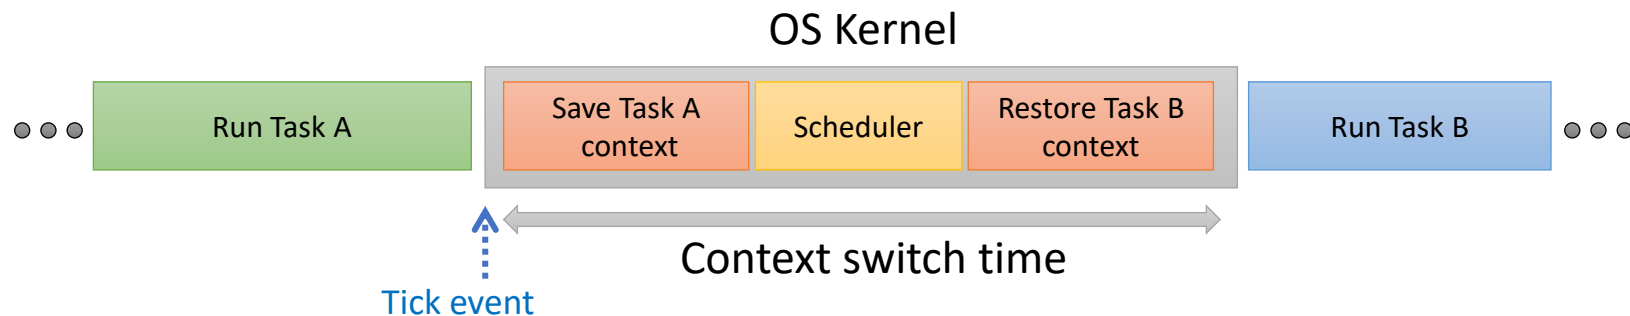 OS Kernel
Run Task A
Save Task A
context
Scheduler
Restore Task B
context
Run Task B
Context switch time
Tick event